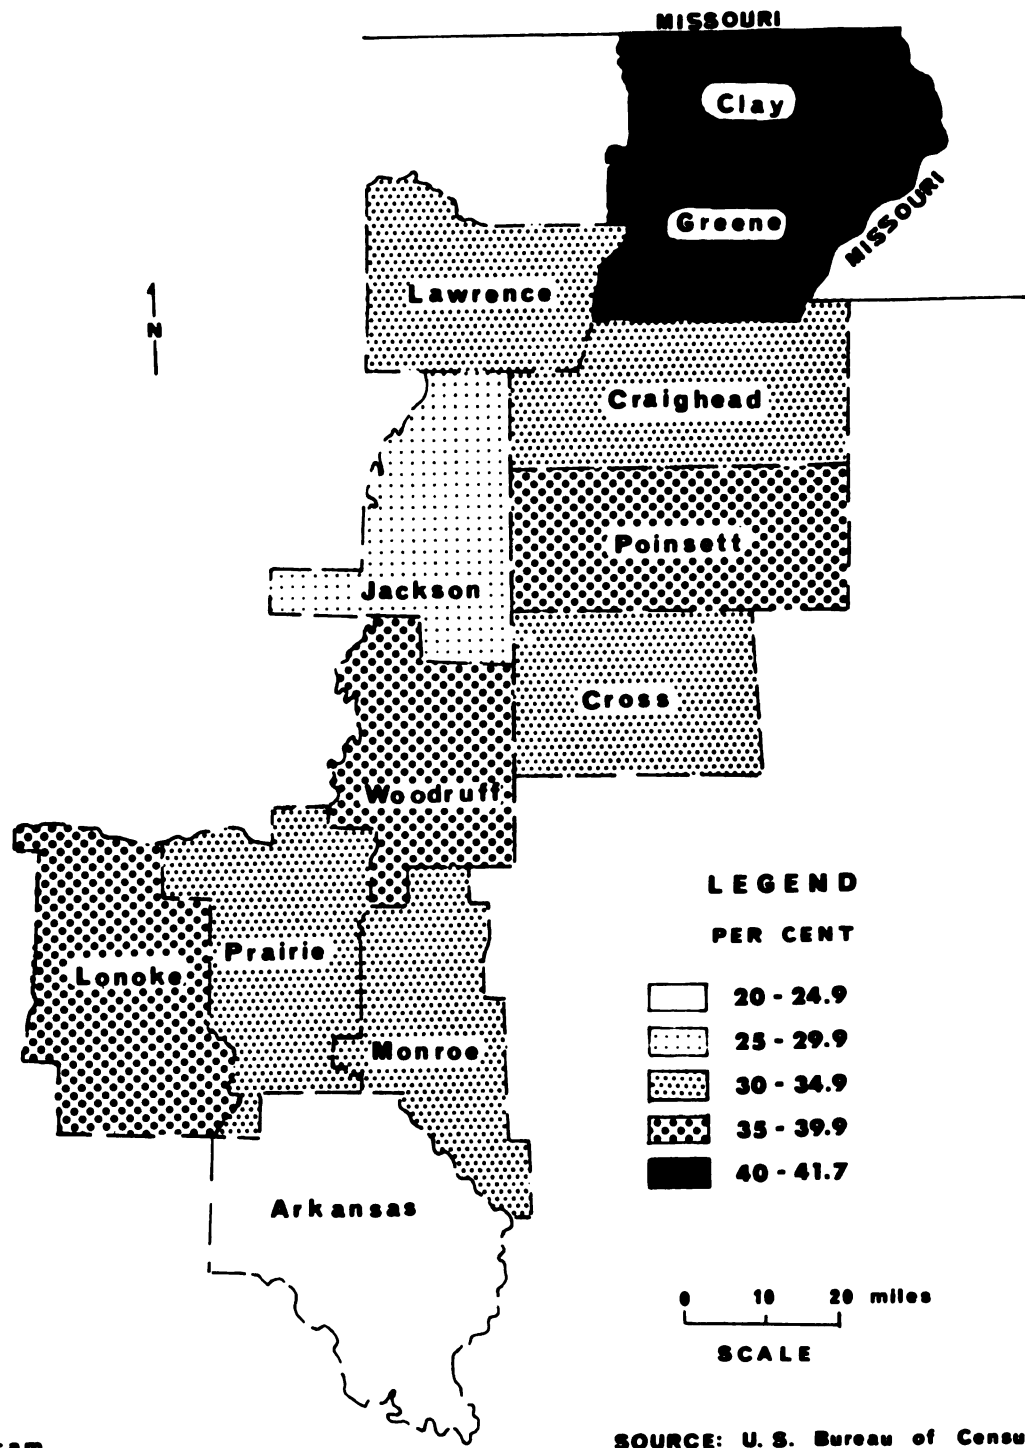 MISSOURI
Clay
Greene
MISSOURI
Lawrence
N
Craighead
Poinsett
Jackson
Cross
Woodruff
LEGEND
PER CENT
Prairie
Lonoke
20 - 24.9
25 - 29.9
Monroe
30 - 34.9
35 - 39.9
40 - 41.7
Arkansas
0 10 20 miles
SCALE
SOURCE: U. S. Bureau of Censu